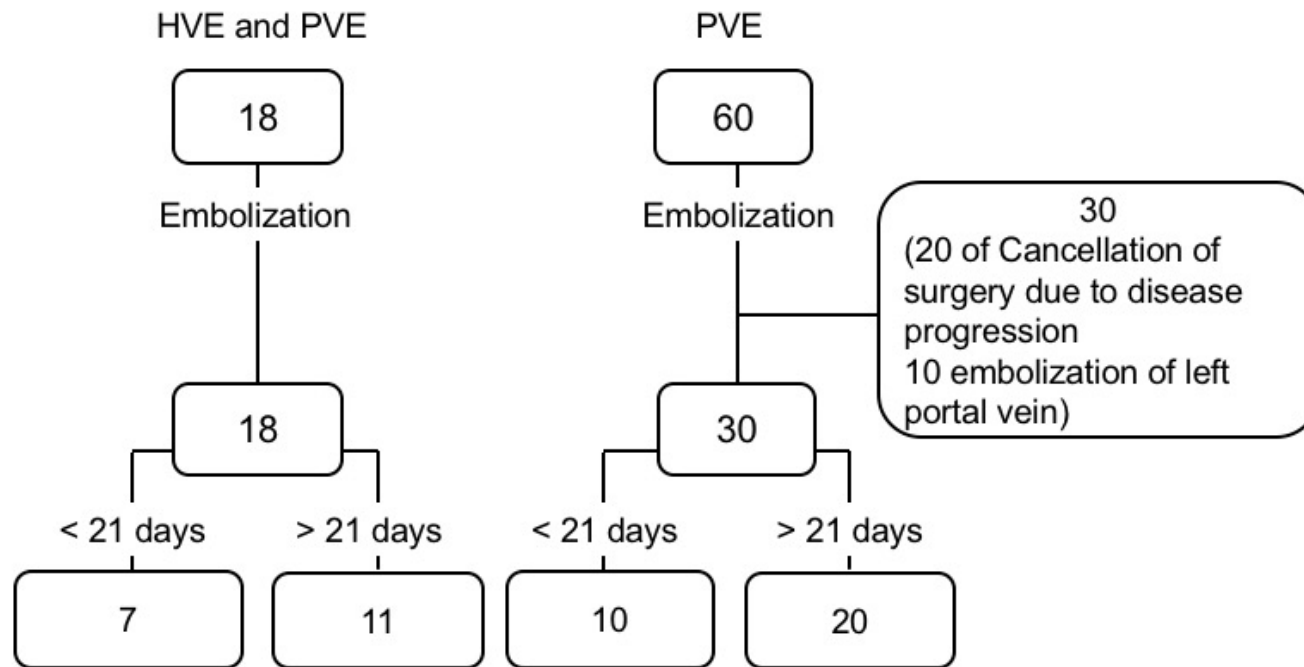 HVE and PVE
PVE
18
60
Embolization
Embolization
30
(20 of Cancellation of
surgery due to disease
progression
10 embolization of left
portal vein)
18
30
< 21 days
> 21 days
< 21 days
> 21 days
7
11
10
20